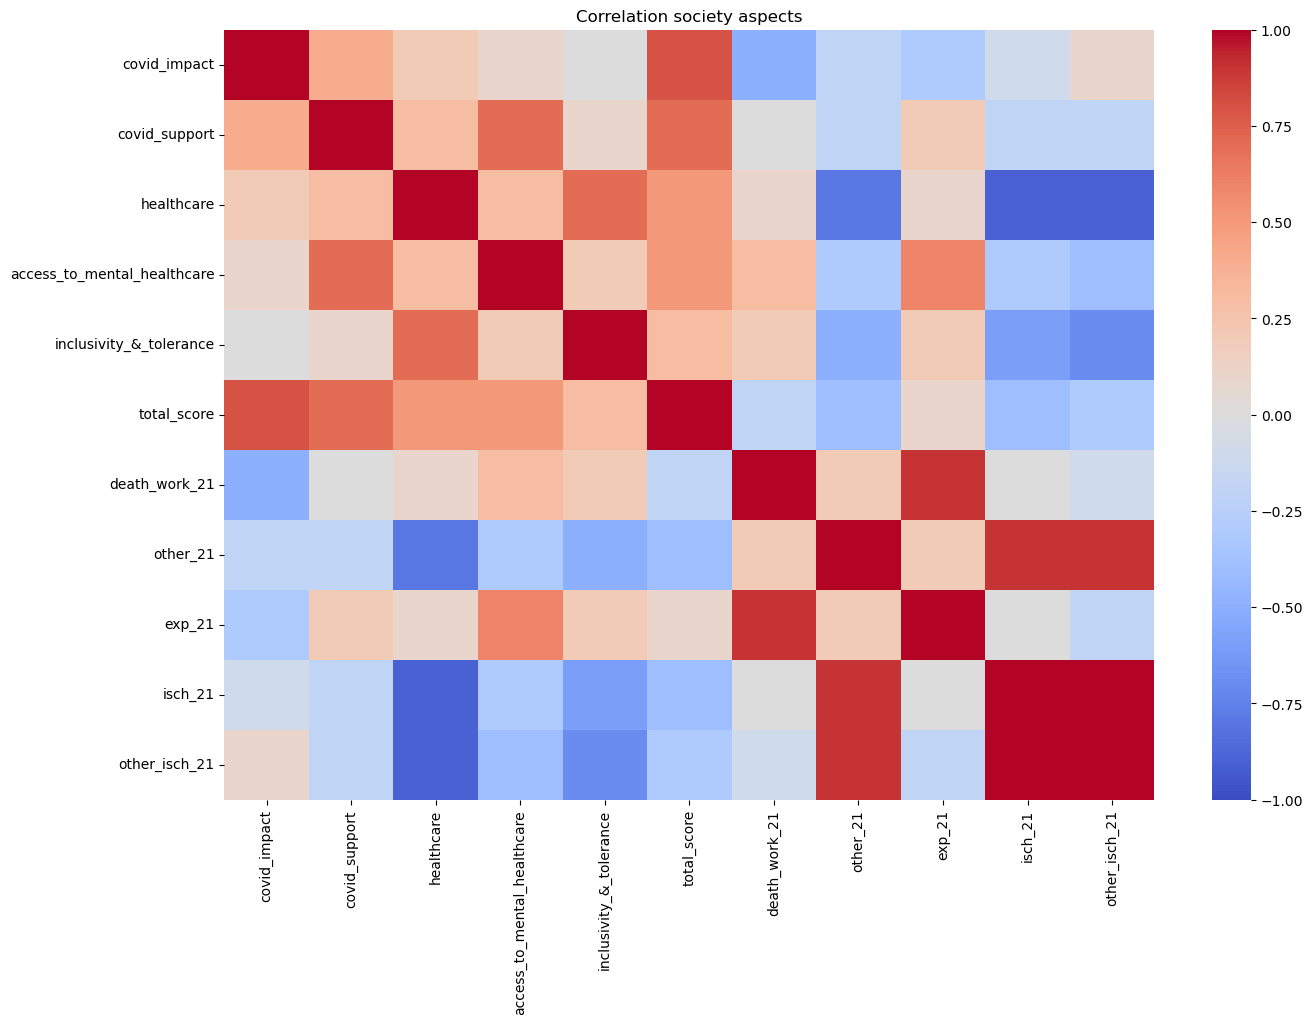 Correlation society aspects
covid_impact
covid_support
healthcare
access_to_mental_healthcare
inclusivity_&_tolerance
total_score
death_work_21
other_21
exp_21
isch_21
other_isch_21
covid_impact
covid_support
healthcare
access_to_mental_healthcare
inclusivity_&_tolerance
total_score
death_work_21
other_21
exp_21
isch_21
other_isch_21
1.00
0.75
0.50
0.25
0.00
−0.25
−0.50
−0.75
−1.00